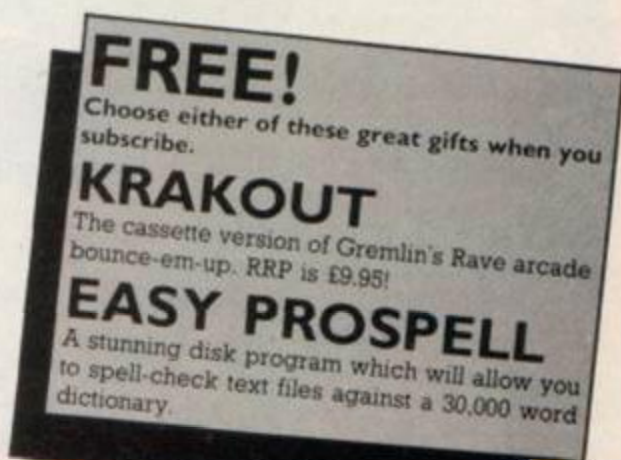 FREE!
Choose either of these great gifts when you
subscribe.
KRAKOUT
The cassette version of Gremlin's Rave arcade
bounce-em-up. RRP is £9.95!
EASY PROSPELL
A stunning disk program which will allow you
to spell-check text files against a 30,000 word
dictionary.